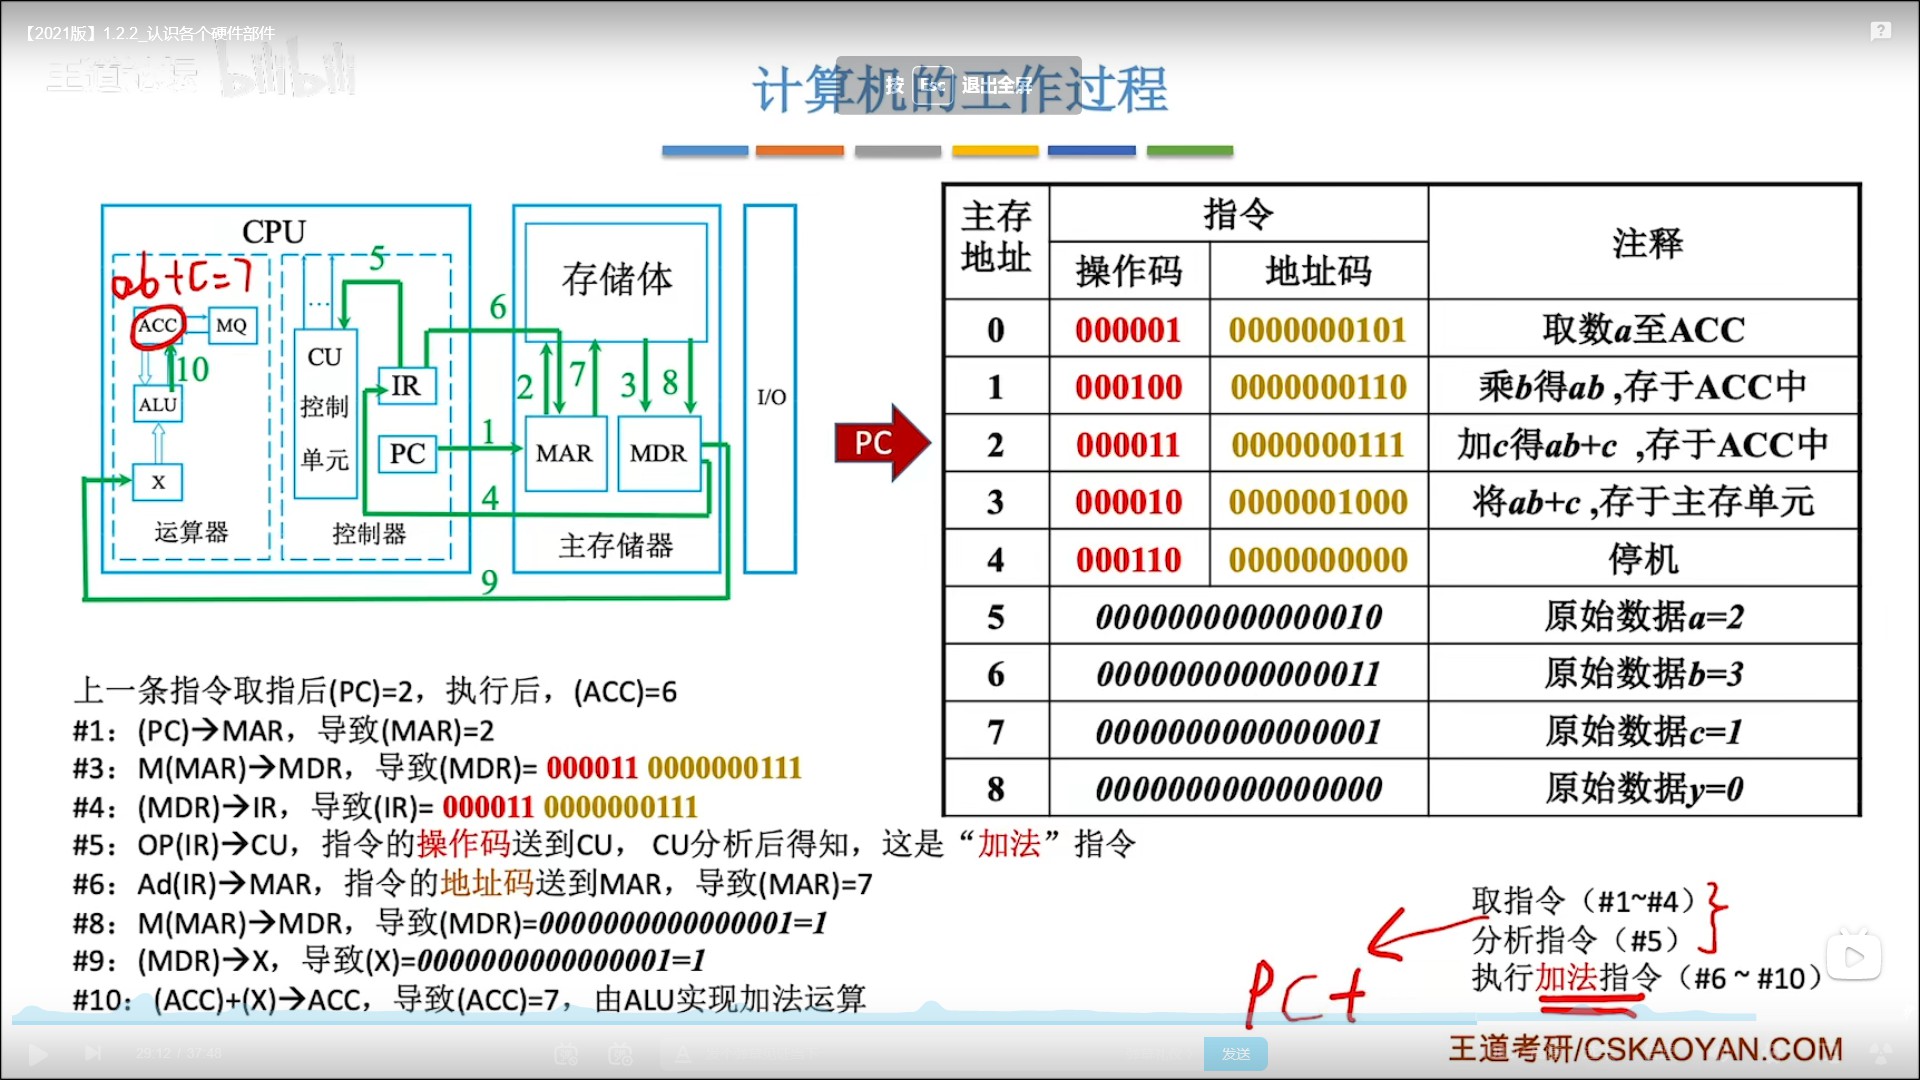 【2021版】1.2.2_认识各个硬件部件
王道论坛 bilibili
计算机的工作过程
按 Esc 退出全屏
CPU
ab+c=7
ACC
MQ
10
ALU
X
运算器
5
...
CU
控制
单元
IR
PC
控制器
6
1
4
9
存储体
2
7
3
8
MAR
MDR
主存储器
I/O
PC
主存地址 指令 注释
操作码 地址码
0 000001 0000000101 取数a至ACC
1 000100 0000000110 乘b得ab ,存于ACC中
2 000011 0000000111 加c得ab+c ,存于ACC中
3 000010 0000001000 将ab+c ,存于主存单元
4 000110 0000000000 停机
5 0000000000000010 原始数据a=2
6 0000000000000011 原始数据b=3
7 0000000000000001 原始数据c=1
8 0000000000000000 原始数据y=0
上一条指令取指后(PC)=2，执行后，(ACC)=6
#1：(PC)→MAR，导致(MAR)=2
#3：M(MAR)→MDR，导致(MDR)= 000011 0000000111
#4：(MDR)→IR，导致(IR)= 000011 0000000111
#5：OP(IR)→CU，指令的操作码送到CU， CU分析后得知，这是“加法”指令
#6：Ad(IR)→MAR，指令的地址码送到MAR，导致(MAR)=7
#8：M(MAR)→MDR，导致(MDR)=0000000000000001=1
#9：(MDR)→X，导致(X)=0000000000000001=1
#10：(ACC)+(X)→ACC，导致(ACC)=7，由ALU实现加法运算
取指令（#1~#4）
分析指令（#5）
执行加法指令（#6 ~ #10）
PC+
29:12 / 37:48
发送
王道考研/CSKAOYAN.COM